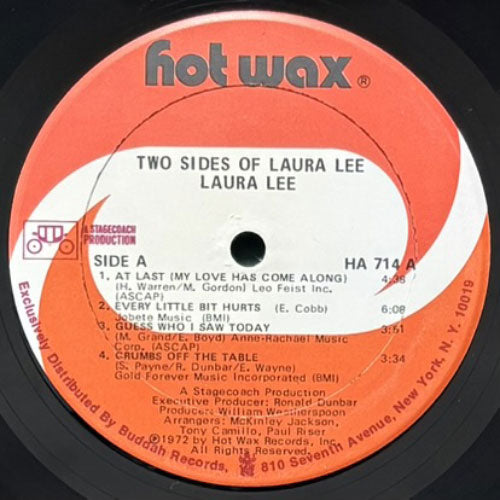 hot wax ®
TWO SIDES OF LAURA LEE
LAURA LEE
A STAGECOACH
PRODUCTION
SIDE A
HA 714 A
1. AT LAST (MY LOVE HAS COME ALONG) 4:38
(H. Warren/M. Gordon) Leo Feist Inc.
(ASCAP)
2. EVERY LITTLE BIT HURTS (E. Cobb) 6:08
Jobete Music (BMI)
3. GUESS WHO I SAW TODAY 3:51
(M. Grand/E. Boyd) Anne-Rachael Music
Corp. (ASCAP)
4. CRUMBS OFF THE TABLE 3:34
(S. Payne/R. Dunbar/E. Wayne)
Gold Forever Music Incorporated (BMI)
A Stagecoach Production
Executive Producer: Ronald Dunbar
Producer: William Weatherspoon
Arrangers: McKinley Jackson,
Tony Camillo, Paul Riser
©1972 by Hot Wax Records, Inc.
All Rights Reserved.
Exclusively Distributed By Buddah Records, 810 Seventh Avenue, New York, N. Y. 10019